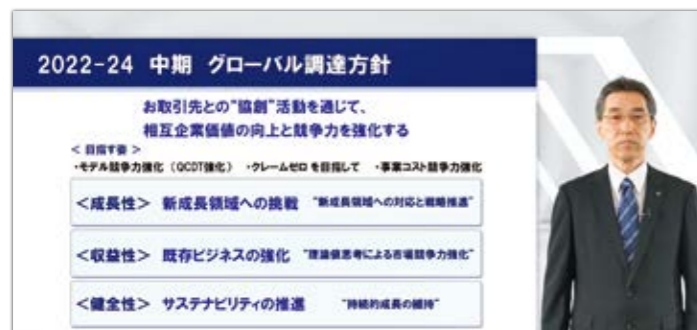 2022-24 中期 グローバル調達方針
お取引先との"協創"活動を通じて、
相互企業価値の向上と競争力を強化する
< 目指す姿 >
・モデル競争力強化（QCDT強化） ・クレームゼロ を目指して ・事業コスト競争力強化
<成長性> 新成長領域への挑戦 "新成長領域への対応と戦略推進"
<収益性> 既存ビジネスの強化 "理論値思考による市場競争力強化"
<健全性> サステナビリティの推進 "持続的成長の維持"